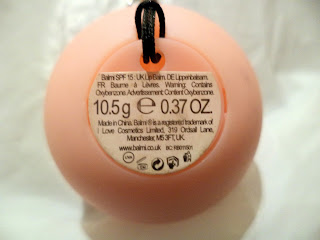 Balmi SPF 15: UK Lip Balm. DE Lippenbalsam.
FR Baume à Lèvres. Warning: Contains
Oxybenzone. Advertissement: Contient Oxybenzone.
10.5g e 0.37 OZ.
Made in China. Balmi® is a registered trademark of
I Love Cosmetics Limited, 319 Ordsall Lane,
Manchester, M5 3FT, UK.
www.balmi.co.uk